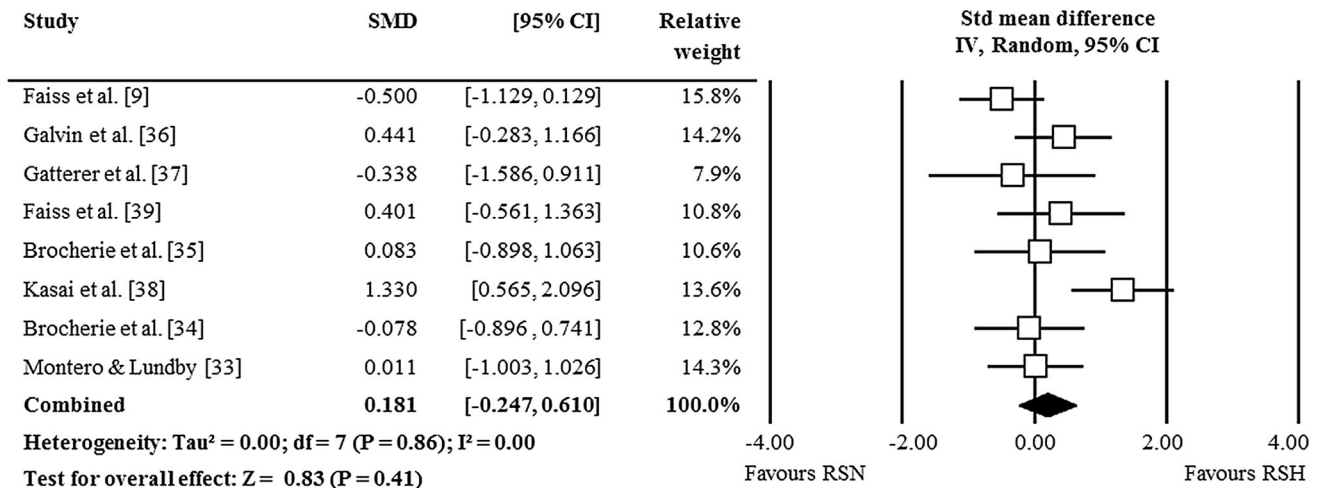 Study SMD [95% CI] Relative weight Std mean difference IV, Random, 95% CI
Faiss et al. [9] -0.500 [-1.129, 0.129] 15.8%
Galvin et al. [36] 0.441 [-0.283, 1.166] 14.2%
Gatterer et al. [37] -0.338 [-1.586, 0.911] 7.9%
Faiss et al. [39] 0.401 [-0.561, 1.363] 10.8%
Brocherie et al. [35] 0.083 [-0.898, 1.063] 10.6%
Kasai et al. [38] 1.330 [0.565, 2.096] 13.6%
Brocherie et al. [34] -0.078 [-0.896, 0.741] 12.8%
Montero & Lundby [33] 0.011 [-1.003, 1.026] 14.3%
Combined 0.181 [-0.247, 0.610] 100.0%
Heterogeneity: Tau² = 0.00; df = 7 (P = 0.86); I² = 0.00
-4.00 -2.00 0.00 2.00 4.00
Test for overall effect: Z = 0.83 (P = 0.41)
Favours RSN Favours RSH